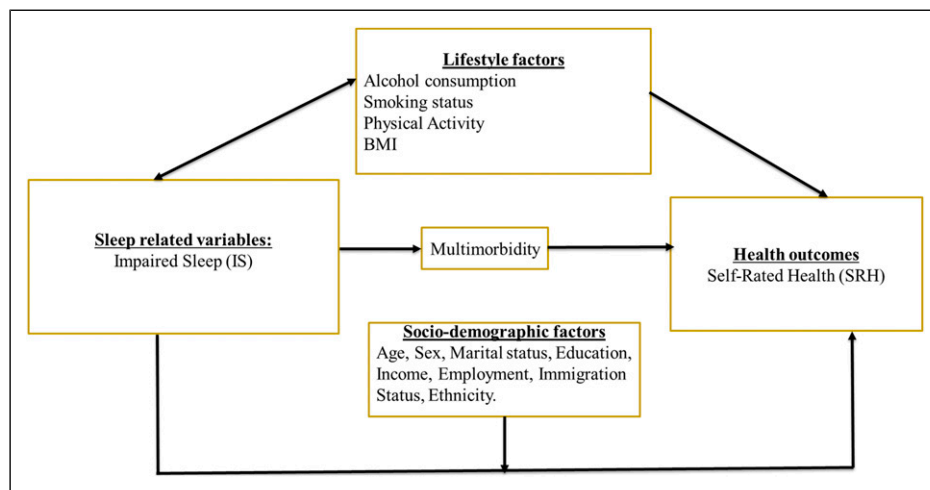 Lifestyle factors
Alcohol consumption
Smoking status
Physical Activity
BMI
Sleep related variables:
Impaired Sleep (IS)
Multimorbidity
Health outcomes
Self-Rated Health (SRH)
Socio-demographic factors
Age, Sex, Marital status, Education,
Income, Employment, Immigration
Status, Ethnicity.